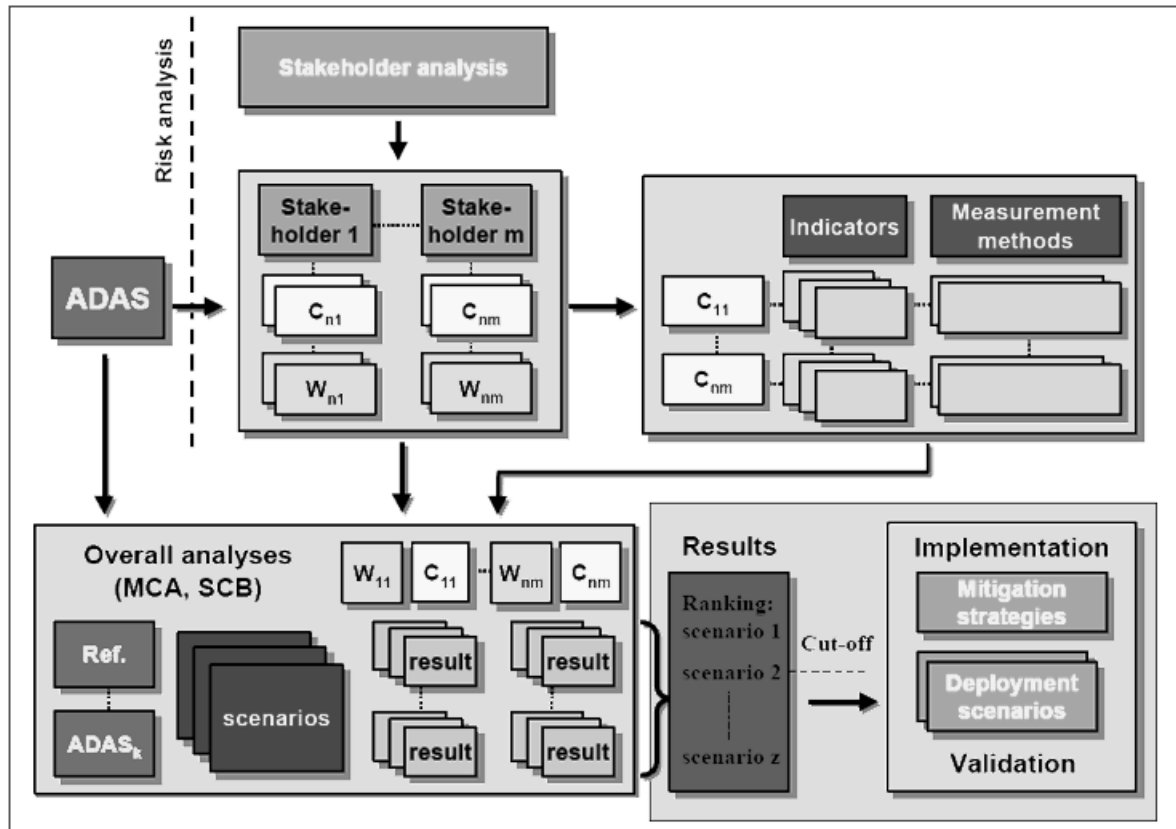 Stakeholder analysis
Risk analysis
Stake-
holder 1
Stake-
holder m
Indicators
Measurement
methods
ADAS
Cn1
Cnm
C11
Wn1
Wnm
Cnm
Overall analyses
(MCA, SCB)
W11
C11
Wnm
Cnm
Ref.
ADASk
scenarios
result
result
result
result
Results
Ranking:
scenario 1
scenario 2
scenario z
Cut-off
Implementation
Mitigation
strategies
Deployment
scenarios
Validation